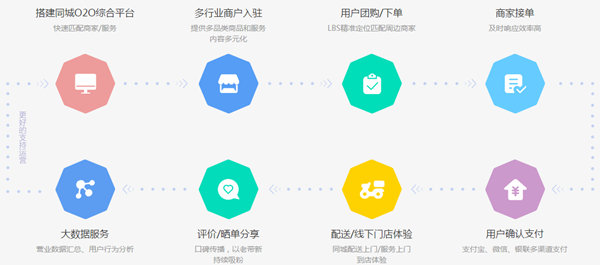 搭建同城O2O综合平台
快速匹配商家/服务
多行业商户入驻
提供多品类商品和服务
内容多元化
用户团购/下单
LBS精准定位匹配周边商家
商家接单
及时响应效率高
更好的支持运营
大数据服务
营业数据汇总、用户行为分析
评价/晒单分享
口碑传播，以老带新
持续吸粉
配送/线下门店体验
同城配送上门/服务上门
到店体验
用户确认支付
支付宝、微信、银联多渠道支付